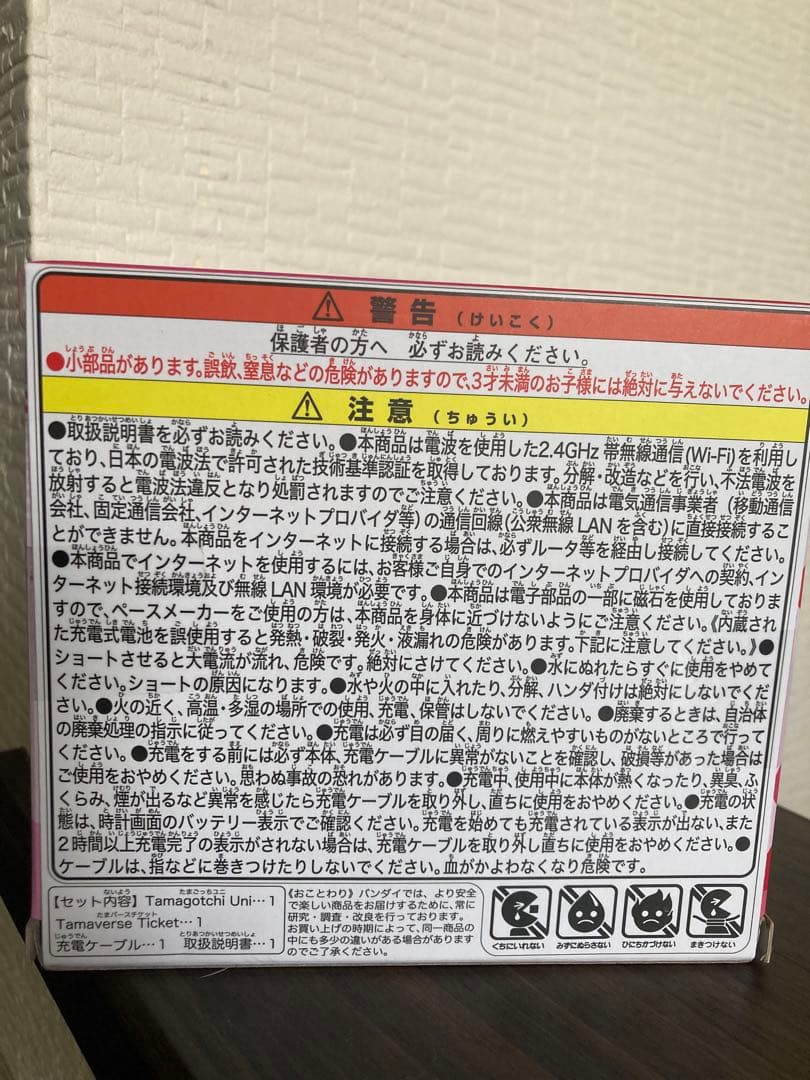 ⚠ 警告 (けいこく)
保護者の方へ 必ずお読みください。
●小部品があります。誤飲、窒息などの危険がありますので、3才未満のお子様には絶対に与えないでください。
⚠ 注意 (ちゅうい)
●取扱説明書を必ずお読みください。●本商品は電波を使用した2.4GHz 帯無線通信(Wi-Fi)を利用し
ており、日本の電波法で許可された技術基準認証を取得しております。分解・改造などを行い、不法電波を
放射すると電波法違反となり処罰されますのでご注意ください。●本商品は電気通信事業者 (移動通信
会社、固定通信会社、インターネットプロバイダ等)の通信回線(公衆無線LANを含む)に直接接続するこ
とができません。本商品をインターネットに接続する場合は、必ずルータ等を経由し接続してください。
●本商品でインターネットを使用するには、お客様ご自身でのインターネットプロバイダへの契約、イン
ターネット接続環境及び無線LAN環境が必要です。●本商品は電子部品の一部に磁石を使用しておりま
すので、ペースメーカーをご使用の方は、本商品を身体に近づけないようにご注意ください。《内蔵され
た充電式電池を誤使用すると発熱・破裂・発火・液漏れの危険があります。下記に注意してください。》●
ショートさせると大電流が流れ、危険です。絶対にさけてください。●水にぬれたらすぐに使用をやめて
ください。ショートの原因になります。●水や火の中に入れたり、分解、ハンダ付けは絶対にしないでくだ
さい。●火の近く、高温・多湿の場所での使用、充電、保管はしないでください。●廃棄するときは、自治体
の廃棄処理の指示に従ってください。●充電は必ず目の届く、周りに燃えやすいものがないところで行って
ください。●充電をする前には必ず本体、充電ケーブルに異常がないことを確認し、破損等があった場合は
ご使用をおやめください。思わぬ事故の恐れがあります。●充電中、使用中に本体が熱くなったり、異臭、ふ
くらみ、煙が出るなど異常を感じたら充電ケーブルを取り外し、直ちに使用をおやめください。●充電の状
態は、時計画面のバッテリー表示でご確認ください。充電を始めても充電されている表示が出ない、また
2時間以上充電完了の表示がされない場合は、充電ケーブルを取り外し直ちに使用をおやめください。●
ケーブルは、指などに巻きつけたりしないでください。血がかよわなくなり危険です。
【セット内容】Tamagotchi Uni…1
Tamaverse Ticket…1
充電ケーブル…1 取扱説明書…1
《おことわり》バンダイでは、より安全
で楽しい商品をお届けするために、常
に研究・調査・改良を行っております。
お買い上げの時期によって、同一商品の
中にも多少の違いがある場合があります
のでご了承ください。
くちにいれない みずにぬらさない ひにちかづけない まきつけない